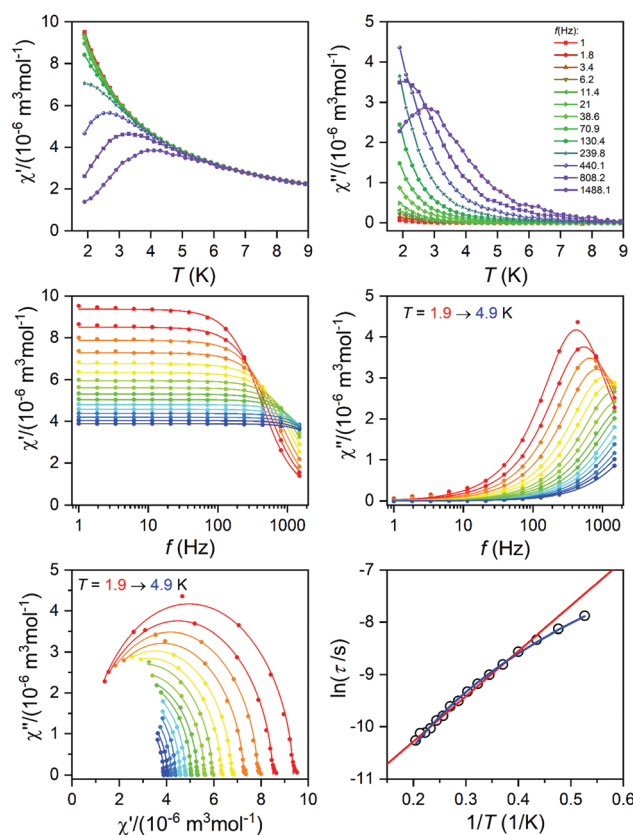 10
8
6
4
2
0
χ'/(10⁻⁶ m³mol⁻¹)
2 3 4 5 6 7 8 9
T (K)
5
4
3
2
1
0
χ''/(10⁻⁶ m³mol⁻¹)
2 3 4 5 6 7 8 9
T (K)
f(Hz):
1
1.8
3.4
6.2
11.4
21
38.6
70.9
130.4
239.8
440.1
808.2
1488.1
10
8
6
4
2
0
χ'/(10⁻⁶ m³mol⁻¹)
1 10 100 1000
f (Hz)
5
4
3
2
1
0
χ''/(10⁻⁶ m³mol⁻¹)
T = 1.9 → 4.9 K
1 10 100 1000
f (Hz)
5
4
3
2
1
0
χ''/(10⁻⁶ m³mol⁻¹)
T = 1.9 → 4.9 K
0 2 4 6 8 10
χ'/(10⁻⁶ m³mol⁻¹)
-7
-8
-9
-10
-11
ln(τ/s)
0.2 0.3 0.4 0.5 0.6
1/T (1/K)